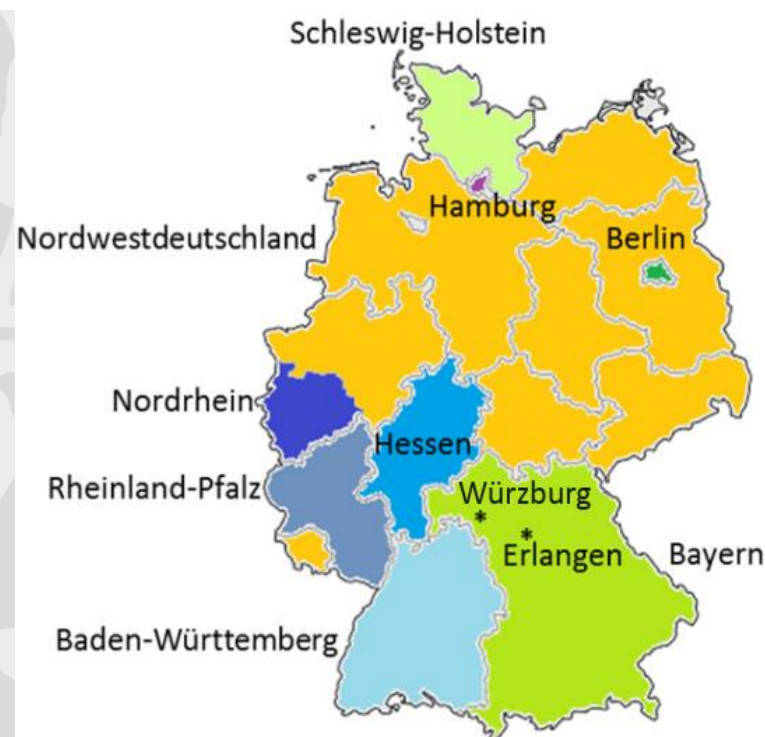 Schleswig-Holstein
Hamburg
Nordwestdeutschland
Berlin
Nordrhein
Hessen
Rheinland-Pfalz
Würzburg
*
*
Erlangen
Bayern
Baden-Württemberg